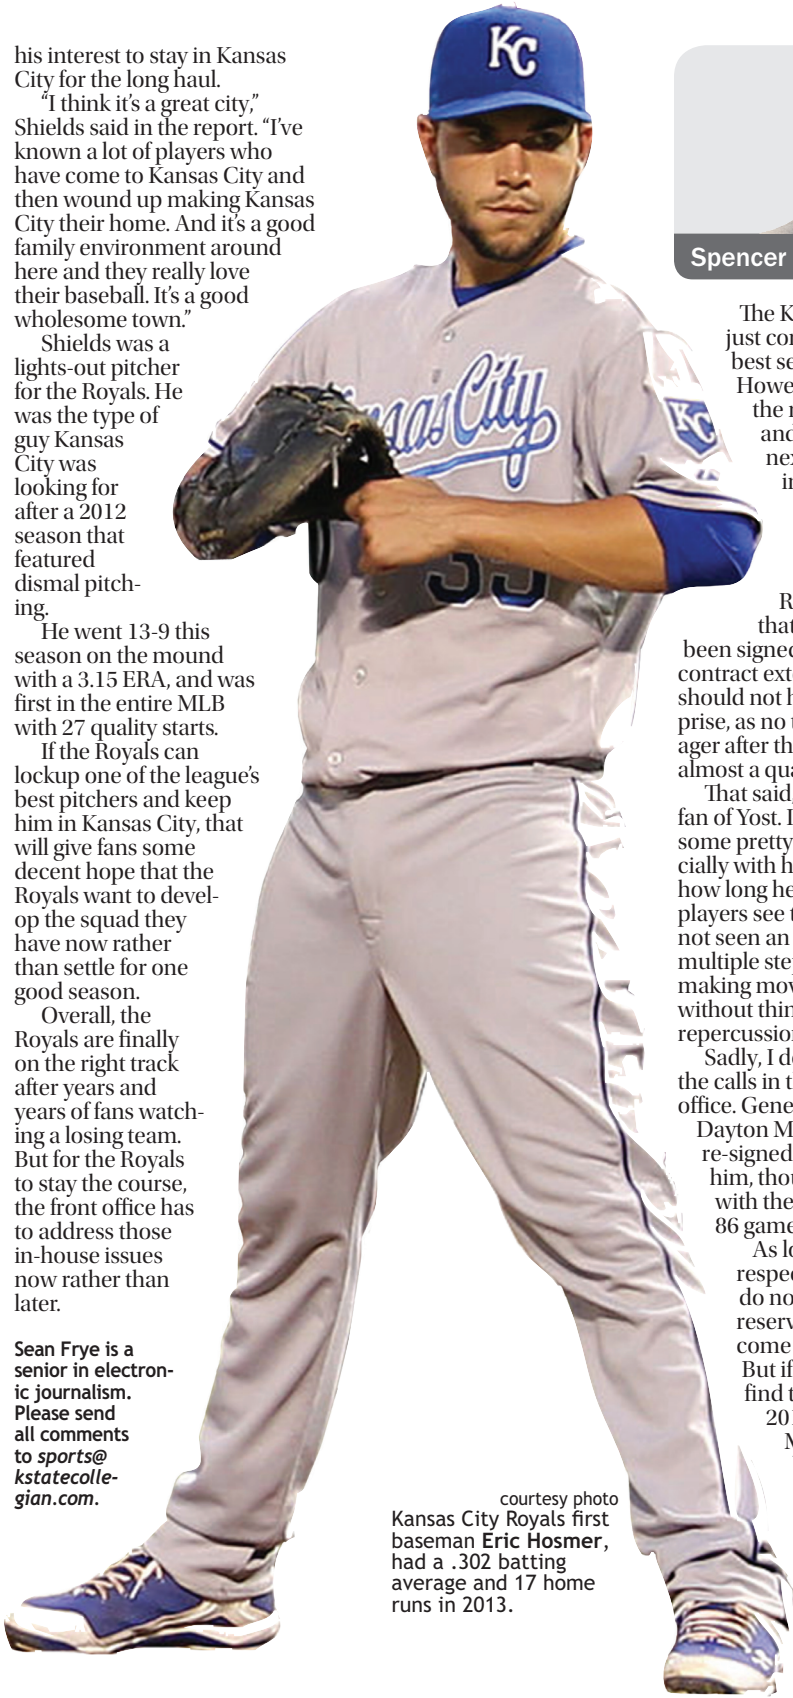 his interest to stay in Kansas
City for the long haul.
“I think it’s a great city,”
Shields said in the report. “I’ve
known a lot of players who
have come to Kansas City and
then wound up making Kansas
City their home. And it’s a good
family environment around
here and they really love
their baseball. It’s a good
wholesome town.”
Shields was a
lights-out pitcher
for the Royals. He
was the type of
guy Kansas
City was
looking for
after a 2012
season that
featured
dismal pitch-
ing.
He went 13-9 this
season on the mound
with a 3.15 ERA, and was
first in the entire MLB
with 27 quality starts.
If the Royals can
lockup one of the league’s
best pitchers and keep
him in Kansas City, that
will give fans some
decent hope that the
Royals want to devel-
op the squad they
have now rather
than settle for one
good season.
Overall, the
Royals are finally
on the right track
after years and
years of fans watch-
ing a losing team.
But for the Royals
to stay the course,
the front office has
to address those
in-house issues
now rather than
later.
Sean Frye is a
senior in electron-
ic journalism.
Please send
all comments
to sports@
kstatecolle-
gian.com.
KC
City
KC
35
courtesy photo
Kansas City Royals first
baseman Eric Hosmer,
had a .302 batting
average and 17 home
runs in 2013.
Spencer
The K
just con
best se
Howe
the r
and
nex
in
R
that
been signed
contract ext
should not h
prise, as no t
ager after th
almost a qua
That said,
fan of Yost. I
some pretty
cially with h
how long he
players see t
not seen an
multiple step
making mov
without thin
repercussion
Sadly, I do
the calls in t
office. Gene
Dayton M
re-signed
him, thou
with the
86 game
As lo
respec
do no
reserv
come
But if
find t
201
M